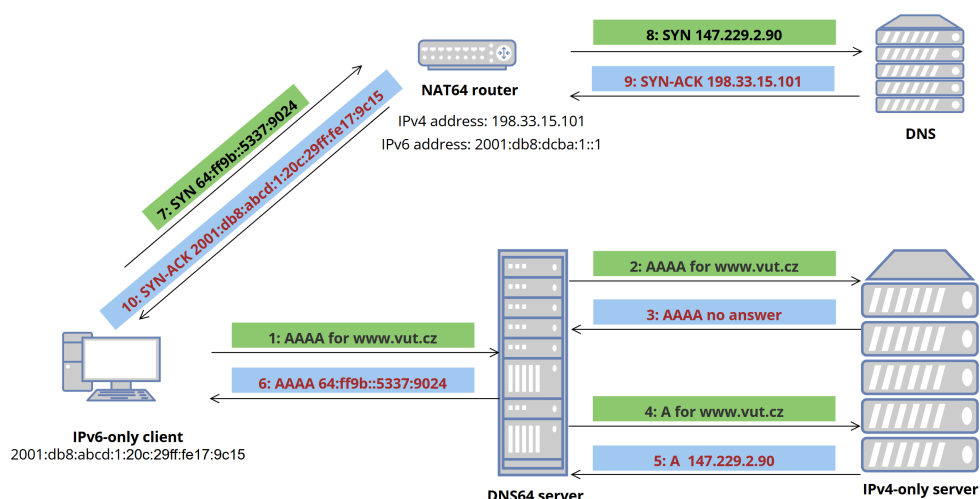 8: SYN 147.229.2.90
9: SYN-ACK 198.33.15.101
DNS
NAT64 router
IPv4 address: 198.33.15.101
IPv6 address: 2001:db8:dcba:1::1
7: SYN 64:ff9b::5337:9024
10: SYN-ACK 2001:db8:abcd:1:20c:29ff:fe17:9c15
2: AAAA for www.vut.cz
3: AAAA no answer
1: AAAA for www.vut.cz
6: AAAA 64:ff9b::5337:9024
4: A for www.vut.cz
5: A 147.229.2.90
IPv6-only client
2001:db8:abcd:1:20c:29ff:fe17:9c15
DNS64 server
IPv4-only server